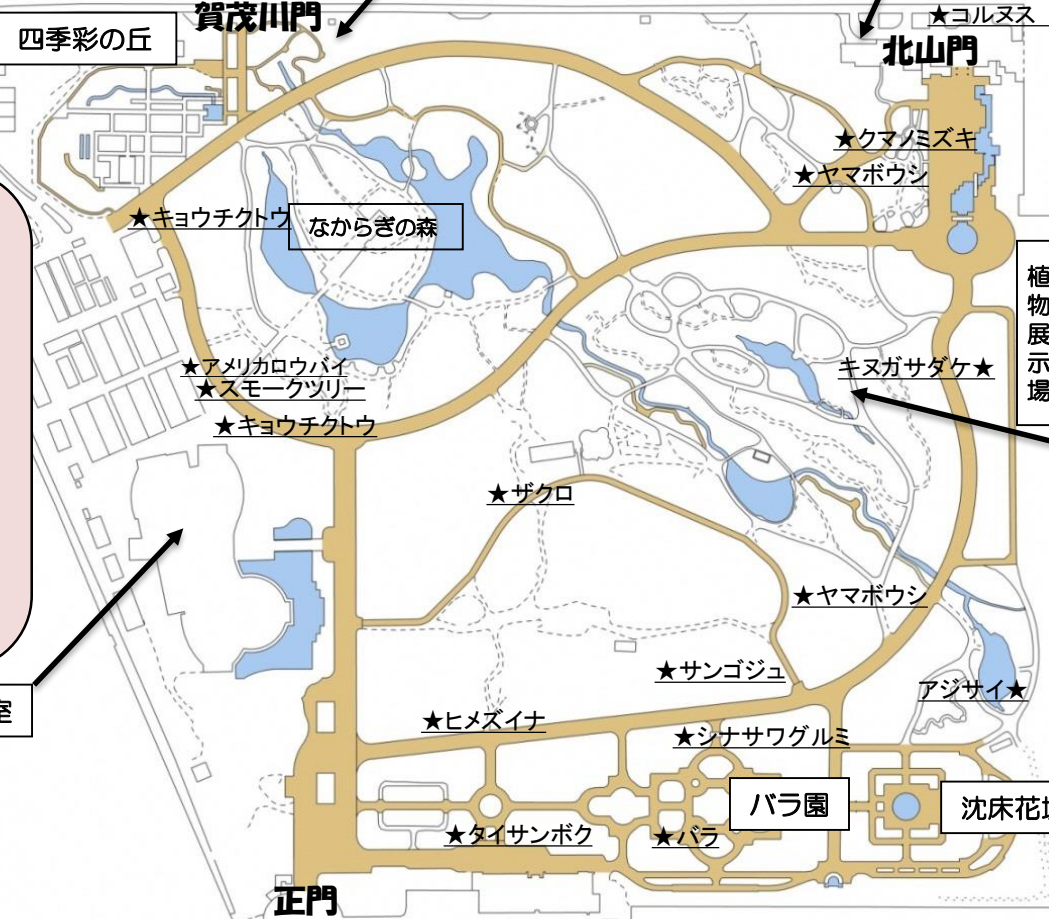 賀茂川門
★コルヌス
四季彩の丘
北山門
★クマノミズキ
★ヤマボウシ
★キョウチクトウ
なからぎの森
植
物
展
示
場
★アメリカロウバイ
キヌガサダケ★
★スモークツリー
★キョウチクトウ
★ザクロ
★ヤマボウシ
★サンゴジュ
アジサイ★
室
★ヒメズイナ
★シナサワグルミ
バラ園
沈床花
★タイサンボク
★バラ
正門